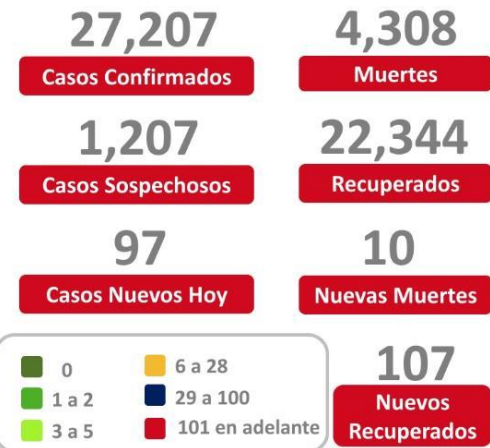 27,207
Casos Confirmados
4,308
Muertes
1,207
Casos Sospechosos
22,344
Recuperados
97
Casos Nuevos Hoy
10
Nuevas Muertes
0
1 a 2
3 a 5
6 a 28
29 a 100
101 en adelante
107
Nuevos
Recuperados